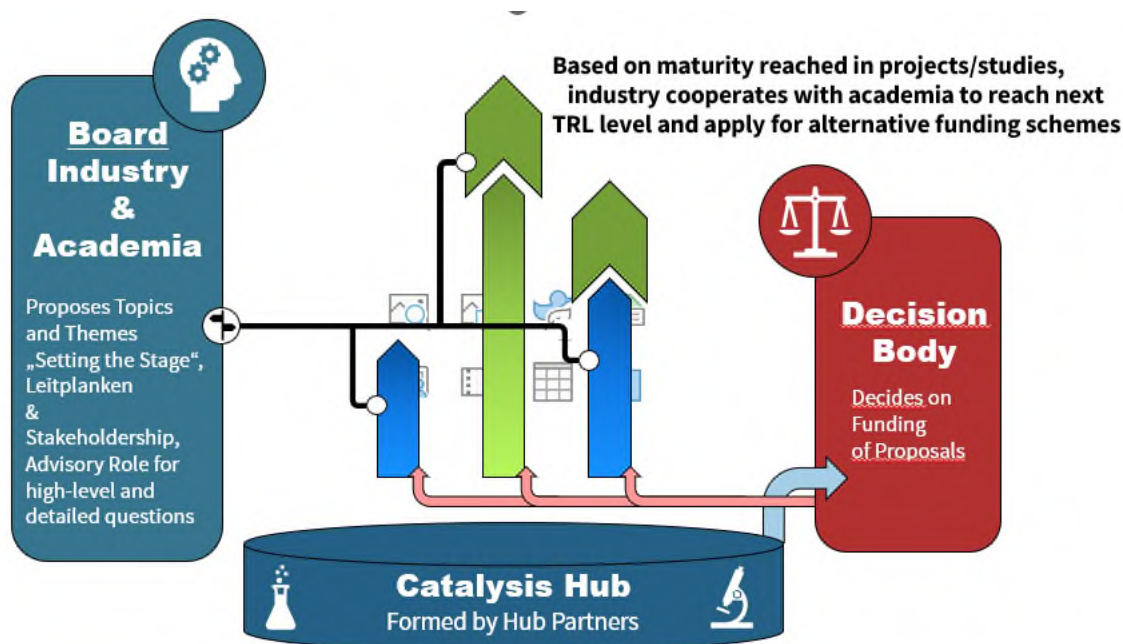 Based on maturity reached in projects/studies,
industry cooperates with academia to reach next
TRL level and apply for alternative funding schemes
Board
Industry
&
Academia
Proposes Topics
and Themes
„Setting the Stage“,
Leitplanken
&
Stakeholdership,
Advisory Role for
high-level and
detailed questions
Decision
Body
Decides on
Funding
of Proposals
Catalysis Hub
Formed by Hub Partners